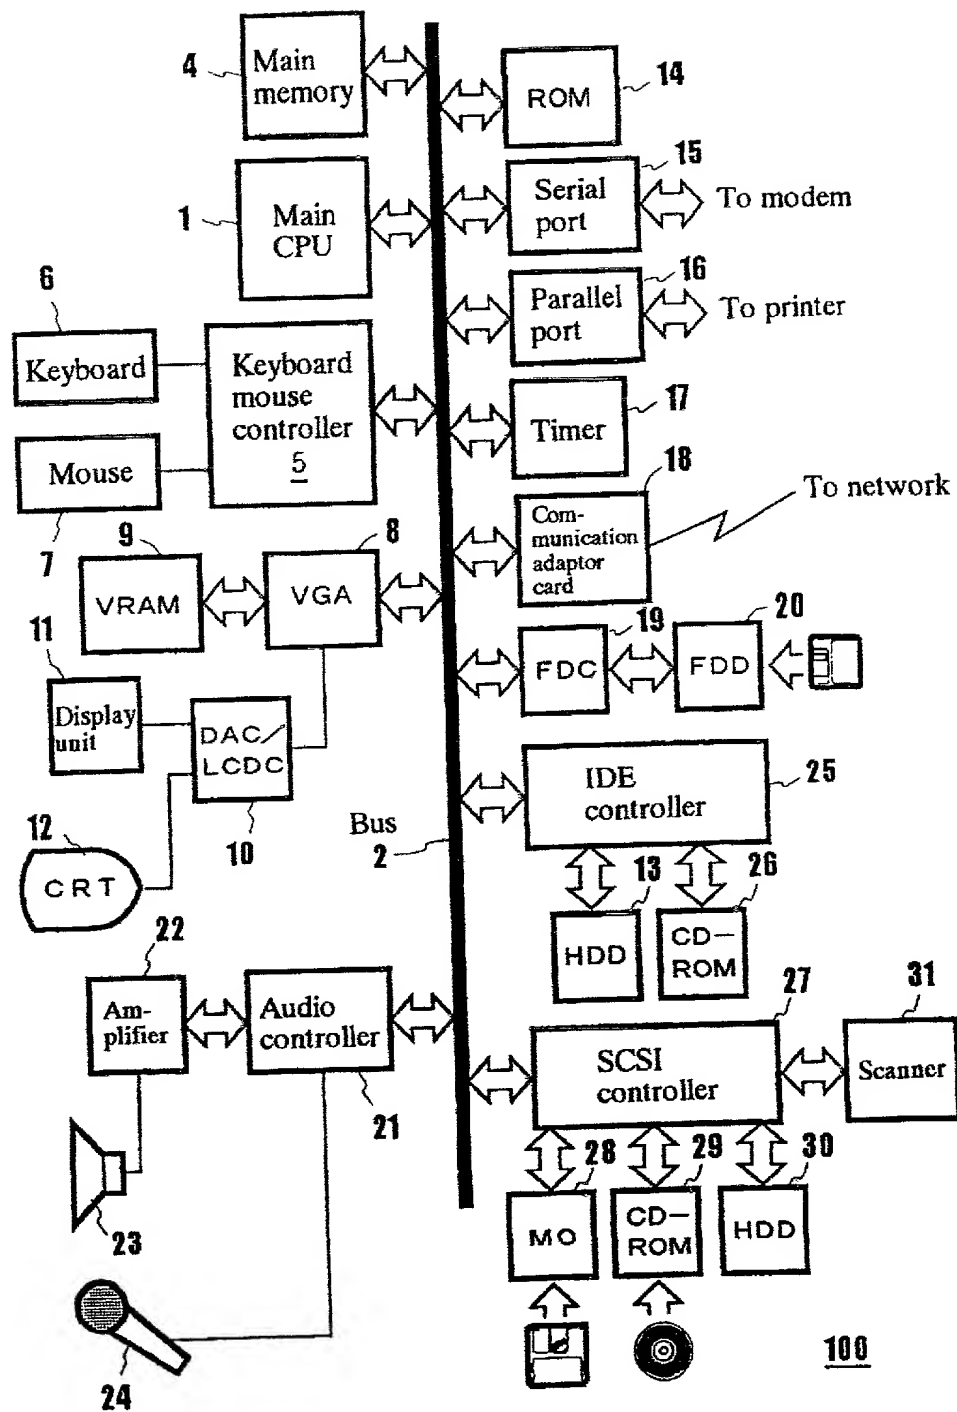 4
Main
memory
14
ROM
15
Serial
port
To modem
1
Main
CPU
16
Parallel
port
To printer
6
Keyboard
Keyboard
mouse
controller
5
Mouse
7
17
Timer
18
Com-
munication
adaptor
card
To network
9
VRAM
8
VGA
19
FDC
20
FDD
11
Display
unit
DAC/
LCDC
10
25
IDE
controller
Bus
2
12
CRT
13
HDD
26
CD-
ROM
22
Am-
plifier
Audio
controller
21
27
SCSI
controller
31
Scanner
28
MO
29
CD-
ROM
30
HDD
23
24
100